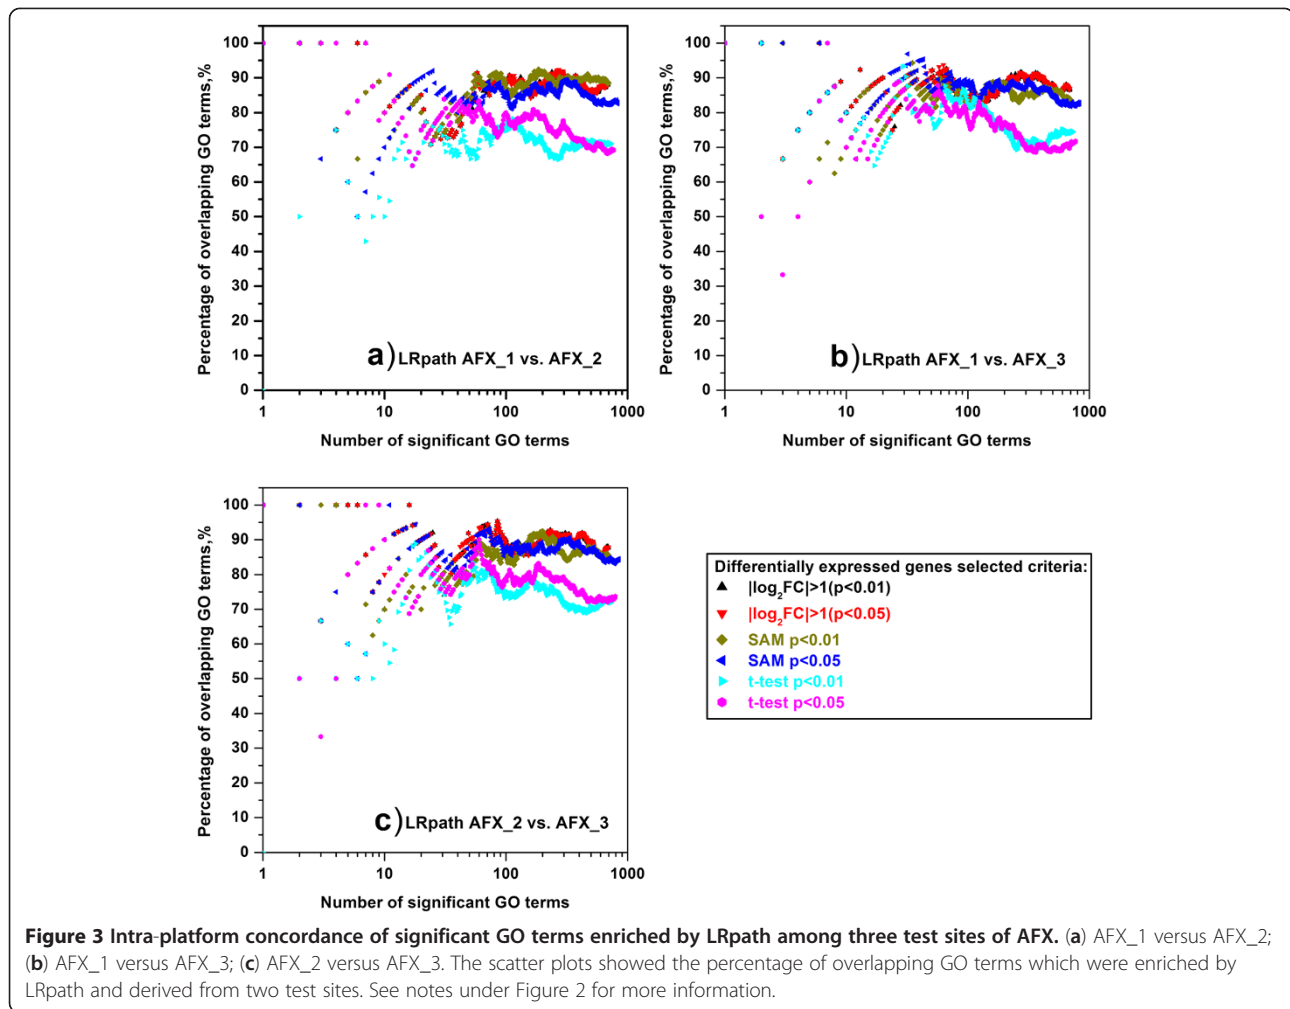 100
90
80
70
60
50
40
30
20
10
0
Percentage of overlapping GO terms,%
a) LRpath AFX_1 vs. AFX_2
1 10 100 1000
Number of significant GO terms
100
90
80
70
60
50
40
30
20
10
0
Percentage of overlapping GO terms,%
b) LRpath AFX_1 vs. AFX_3
1 10 100 1000
Number of significant GO terms
100
90
80
70
60
50
40
30
20
10
0
Percentage of overlapping GO terms,%
c) LRpath AFX_2 vs. AFX_3
1 10 100 1000
Number of significant GO terms
Differentially expressed genes selected criteria:
|log₂FC|>1(p<0.01)
|log₂FC|>1(p<0.05)
SAM p<0.01
SAM p<0.05
t-test p<0.01
t-test p<0.05
Figure 3 Intra-platform concordance of significant GO terms enriched by LRpath among three test sites of AFX. (a) AFX_1 versus AFX_2;
(b) AFX_1 versus AFX_3; (c) AFX_2 versus AFX_3. The scatter plots showed the percentage of overlapping GO terms which were enriched by
LRpath and derived from two test sites. See notes under Figure 2 for more information.